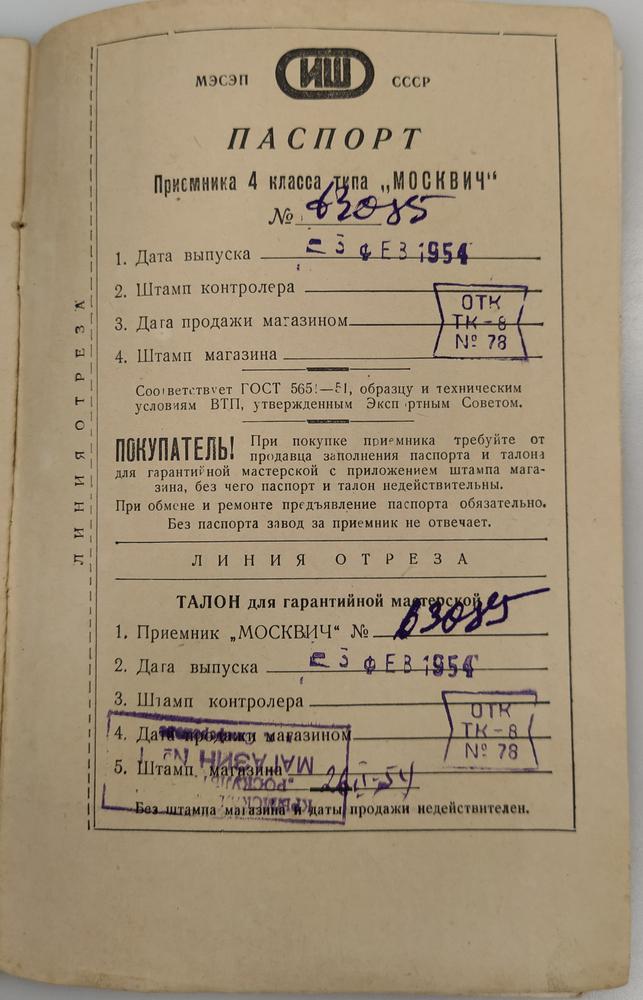 МЭСЭП ИШ СССР
ПАСПОРТ
Приемника 4 класса типа „МОСКВИЧ“
№ 63085
1. Дата выпуска - 3 ФЕВ 1954
2. Штамп контролера
ОТК
ТК-8
№ 78
3. Дата продажи магазином
4. Штамп магазина
Соответствует ГОСТ 5651—51, образцу и техническим
условиям ВТП, утвержденным Экспертным Советом.
ПОКУПАТЕЛЬ! При покупке приемника требуйте от
продавца заполнения паспорта и талона
для гарантийной мастерской с приложением штампа мага-
зина, без чего паспорт и талон недействительны.
При обмене и ремонте предъявление паспорта обязательно.
Без паспорта завод за приемник не отвечает.
ЛИНИЯ ОТРЕЗА
ЛИНИЯ ОТРЕЗА
ТАЛОН для гарантийной мастерской
1. Приемник „МОСКВИЧ“ № 63085
2. Дата выпуска - 3 ФЕВ 1954
3. Штамп контролера
ОТК
ТК-8
№ 78
4. Дата продажи магазином
5. Штамп магазина
МАГАЗИН №
Без штампа магазина и даты продажи недействителен.